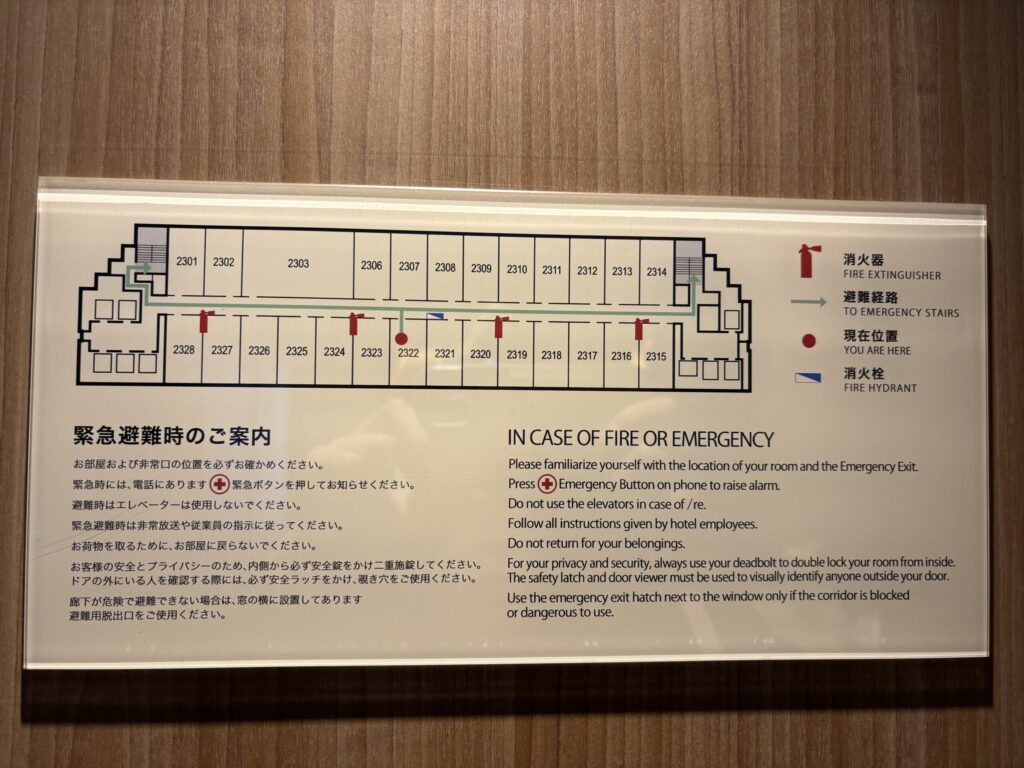 2301 2302 2303 2306 2307 2308 2309 2310 2311 2312 2313 2314
2328 2327 2326 2325 2324 2323 2322 2321 2320 2319 2318 2317 2316 2315
消火器
FIRE EXTINGUISHER
避難経路
TO EMERGENCY STAIRS
現在位置
YOU ARE HERE
消火栓
FIRE HYDRANT
緊急避難時のご案内
お部屋および非常口の位置を必ずお確かめください。
緊急時には、電話にあります 緊急ボタンを押してお知らせください。
避難時はエレベーターは使用しないでください。
緊急避難時は非常放送や従業員の指示に従ってください。
お荷物を取るために、お部屋に戻らないでください。
お客様の安全とプライバシーのため、内側から必ず安全錠をかけ二重施錠してください。
ドアの外にいる人を確認する際には、必ず安全ラッチをかけ、覗き穴をご使用ください。
廊下が危険で避難できない場合は、窓の横に設置してあります
避難用脱出口をご使用ください。
IN CASE OF FIRE OR EMERGENCY
Please familiarize yourself with the location of your room and the Emergency Exit.
Press Emergency Button on phone to raise alarm.
Do not use the elevators in case of /re.
Follow all instructions given by hotel employees.
Do not return for your belongings.
For your privacy and security, always use your deadbolt to double lock your room from inside.
The safety latch and door viewer must be used to visually identify anyone outside your door.
Use the emergency exit hatch next to the window only if the corridor is blocked
or dangerous to use.